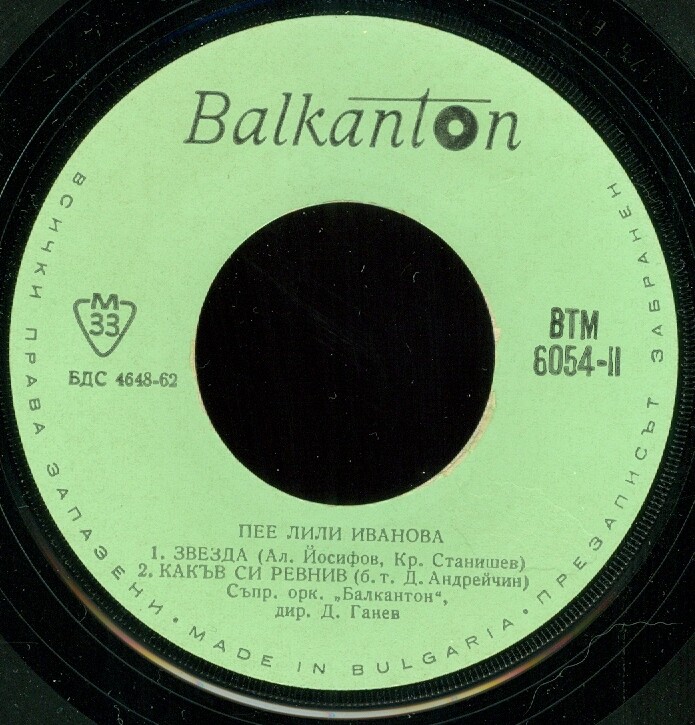 Balkanton
ВСИЧКИ ПРАВА ЗАПАЗЕНИ • MADE IN BULGARIA • ПРЕЗАПИСЪТ ЗАБРАНЕН
М
33
БДС 4648-62
ВТМ
6054-II
ПЕЕ ЛИЛИ ИВАНОВА
1. ЗВЕЗДА (Ал. Йосифов, Кр. Станишев)
2. КАКЪВ СИ РЕВНИВ (б. т. Д. Андрейчин)
Съпр. орк. „Балкантон“,
дир. Д. Ганев